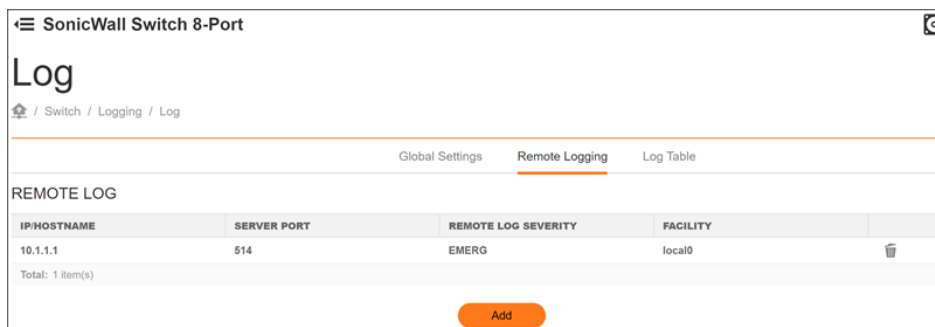 SonicWall Switch 8-Port
Log
/ Switch / Logging / Log
Global Settings Remote Logging Log Table
REMOTE LOG
IP/HOSTNAME SERVER PORT REMOTE LOG SEVERITY FACILITY
10.1.1.1 514 EMERG local0
Total: 1 item(s)
Add